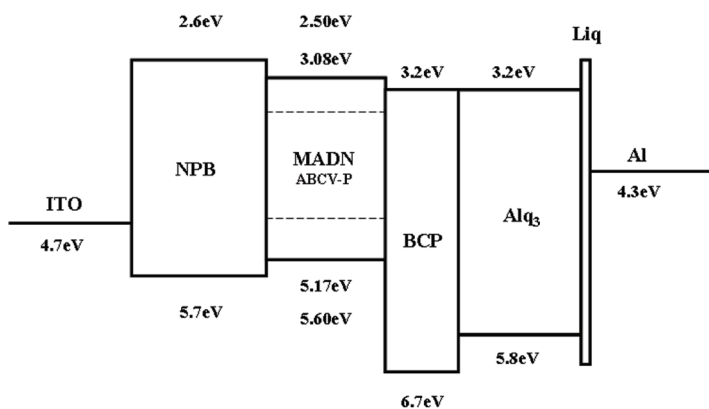 2.6eV
2.50eV
Liq
3.08eV
3.2eV
3.2eV
Al
MADN
NPB
ABCV-P
4.3eV
ITO
Alq₃
BCP
4.7eV
5.17eV
5.7eV
5.60eV
5.8eV
6.7eV